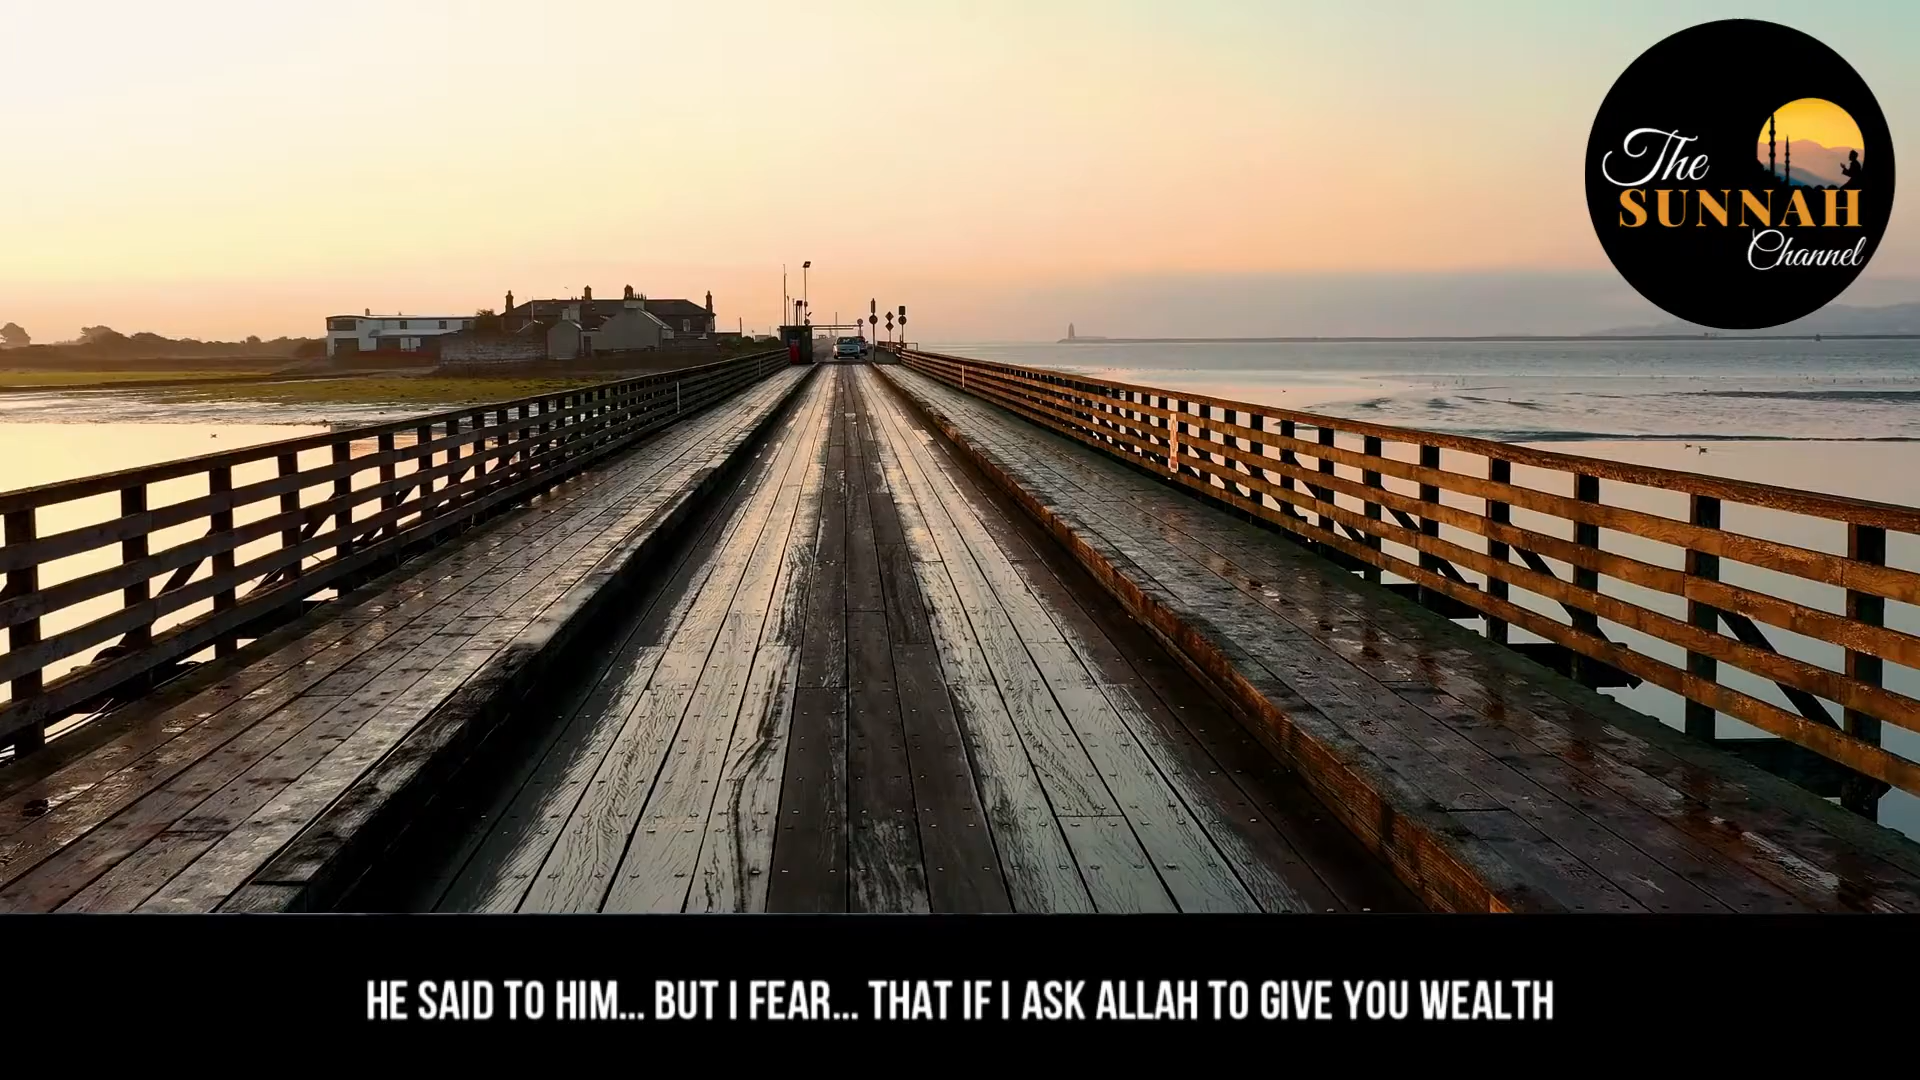 The
SUNNAH
Channel
HE SAID TO HIM... BUT I FEAR... THAT IF I ASK ALLAH TO GIVE YOU WEALTH